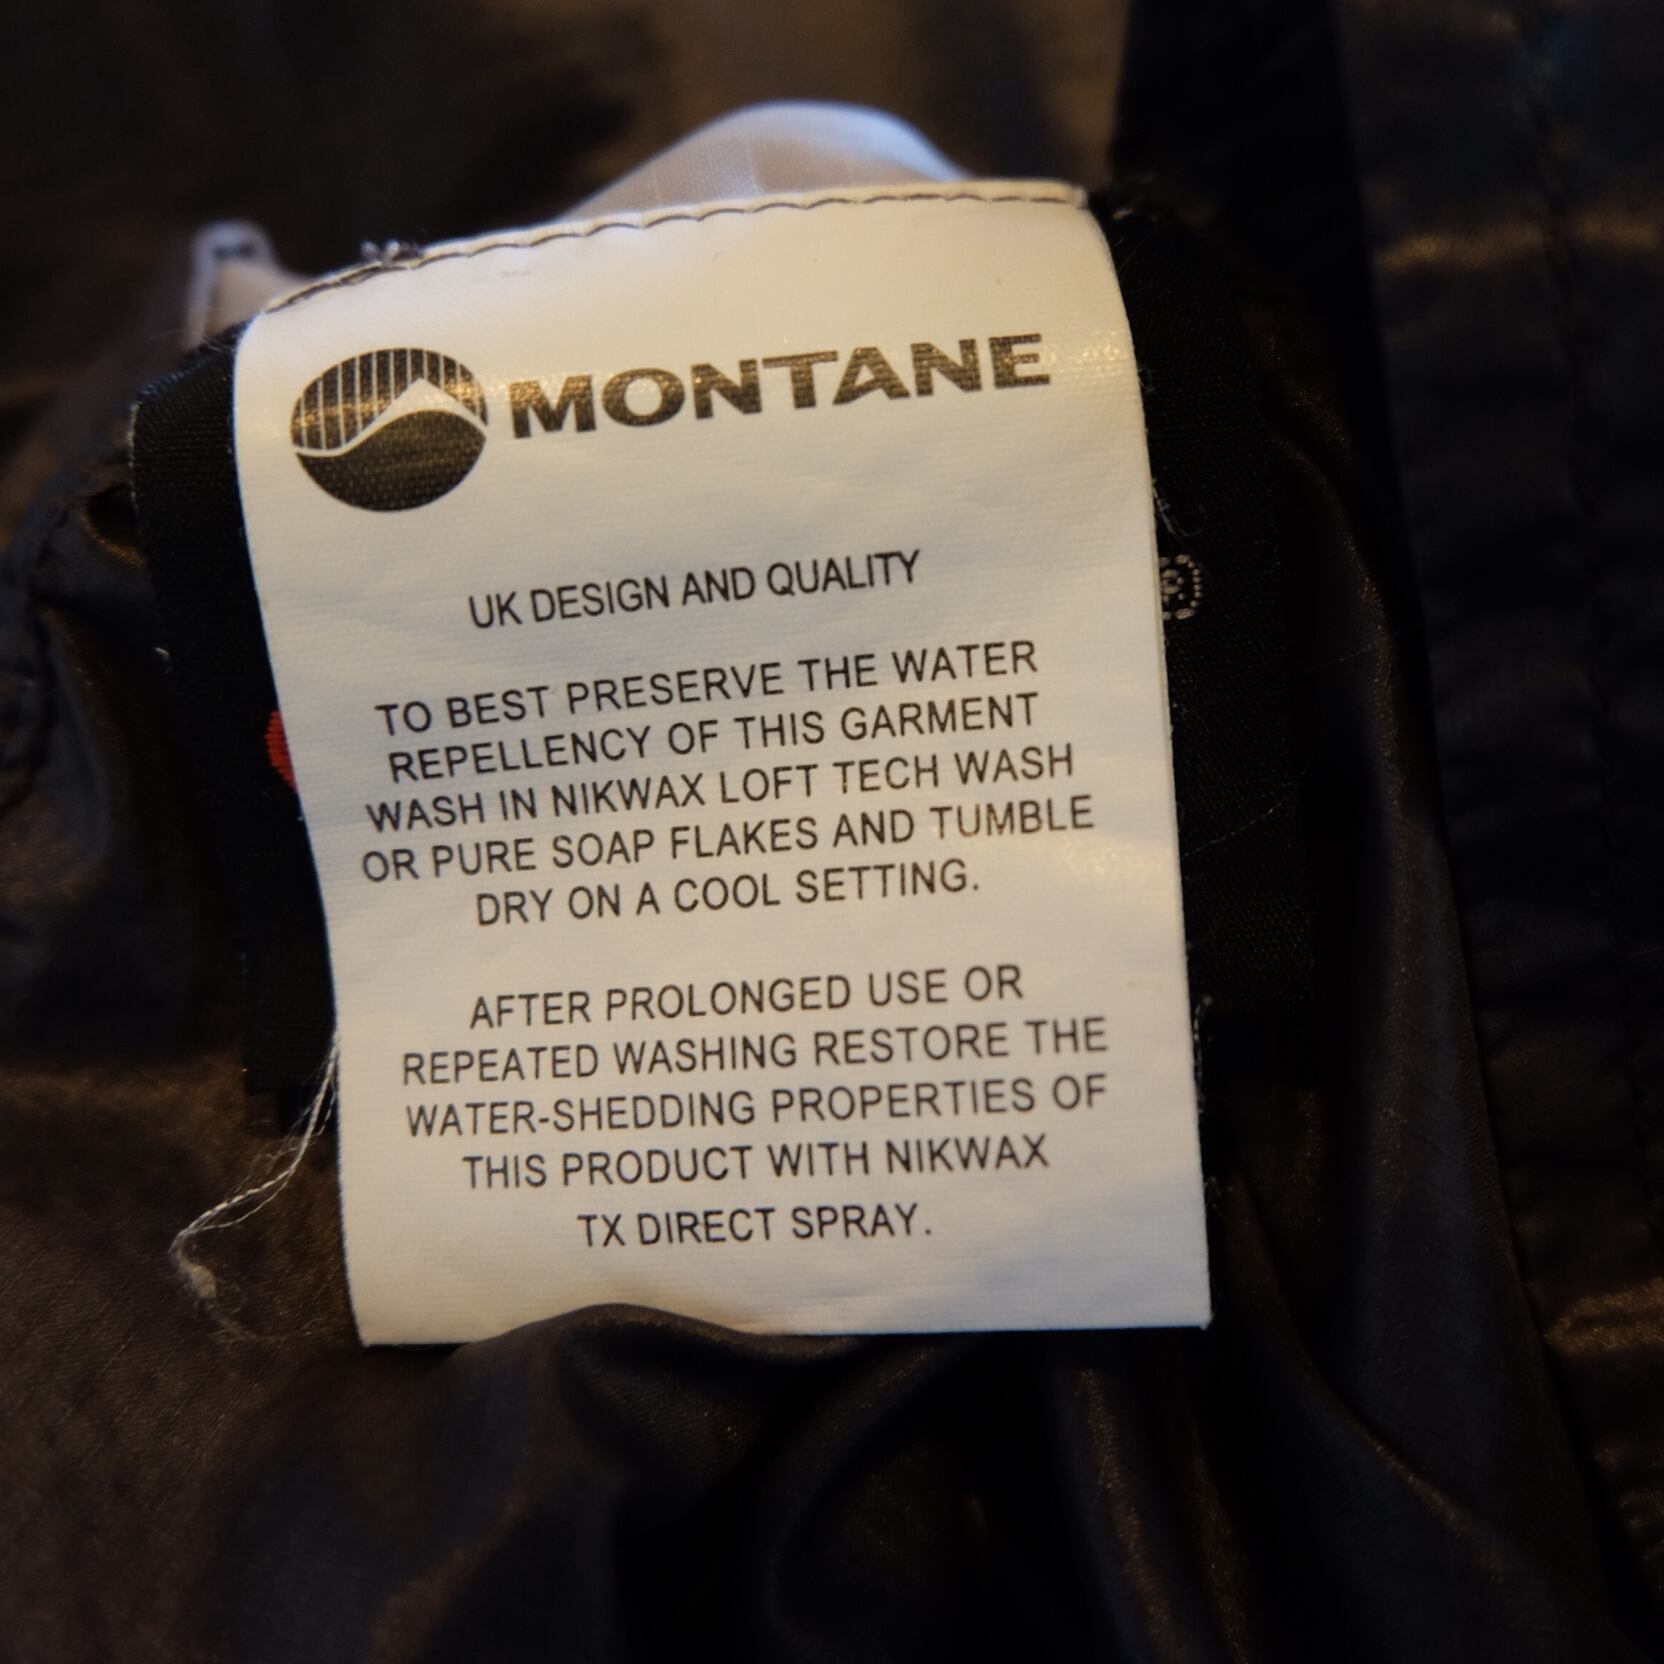 MONTANE
UK DESIGN AND QUALITY
TO BEST PRESERVE THE WATER
REPELLENCY OF THIS GARMENT
WASH IN NIKWAX LOFT TECH WASH
OR PURE SOAP FLAKES AND TUMBLE
DRY ON A COOL SETTING.
AFTER PROLONGED USE OR
REPEATED WASHING RESTORE THE
WATER-SHEDDING PROPERTIES OF
THIS PRODUCT WITH NIKWAX
TX DIRECT SPRAY.